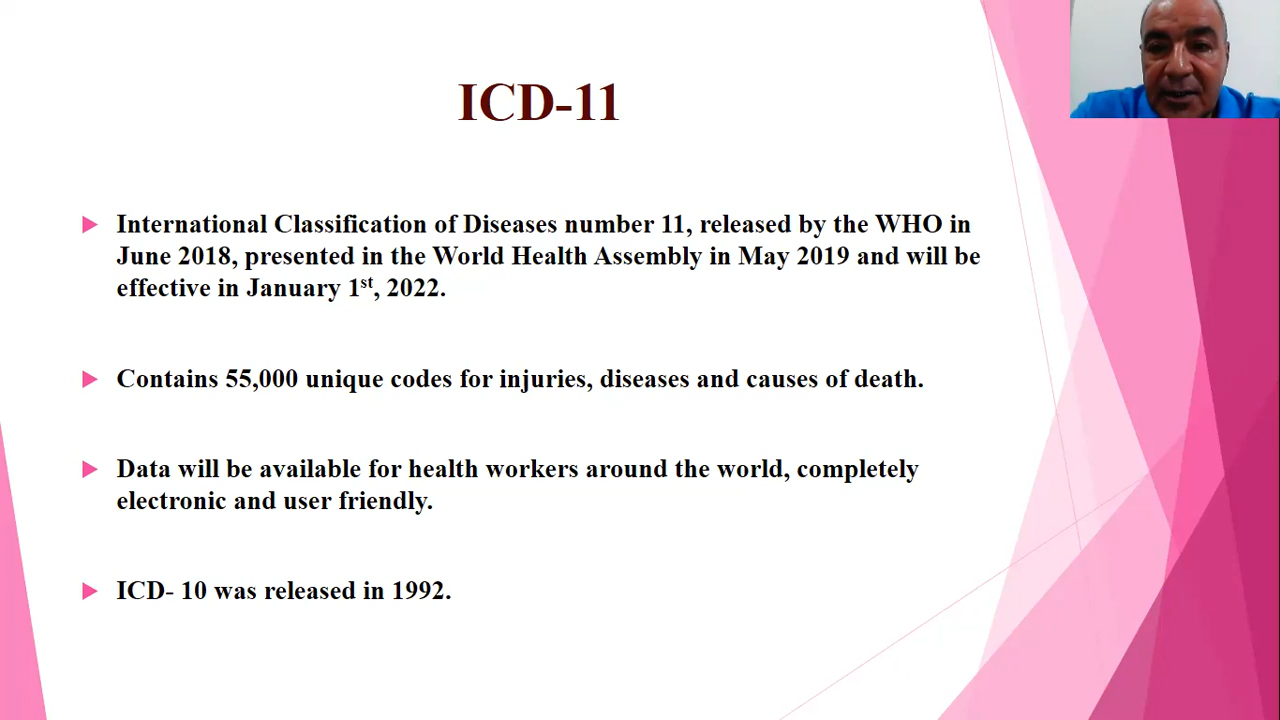 ICD-11
International Classification of Diseases number 11, released by the WHO in
June 2018, presented in the World Health Assembly in May 2019 and will be
effective in January 1st, 2022.
Contains 55,000 unique codes for injuries, diseases and causes of death.
Data will be available for health workers around the world, completely
electronic and user friendly.
ICD- 10 was released in 1992.